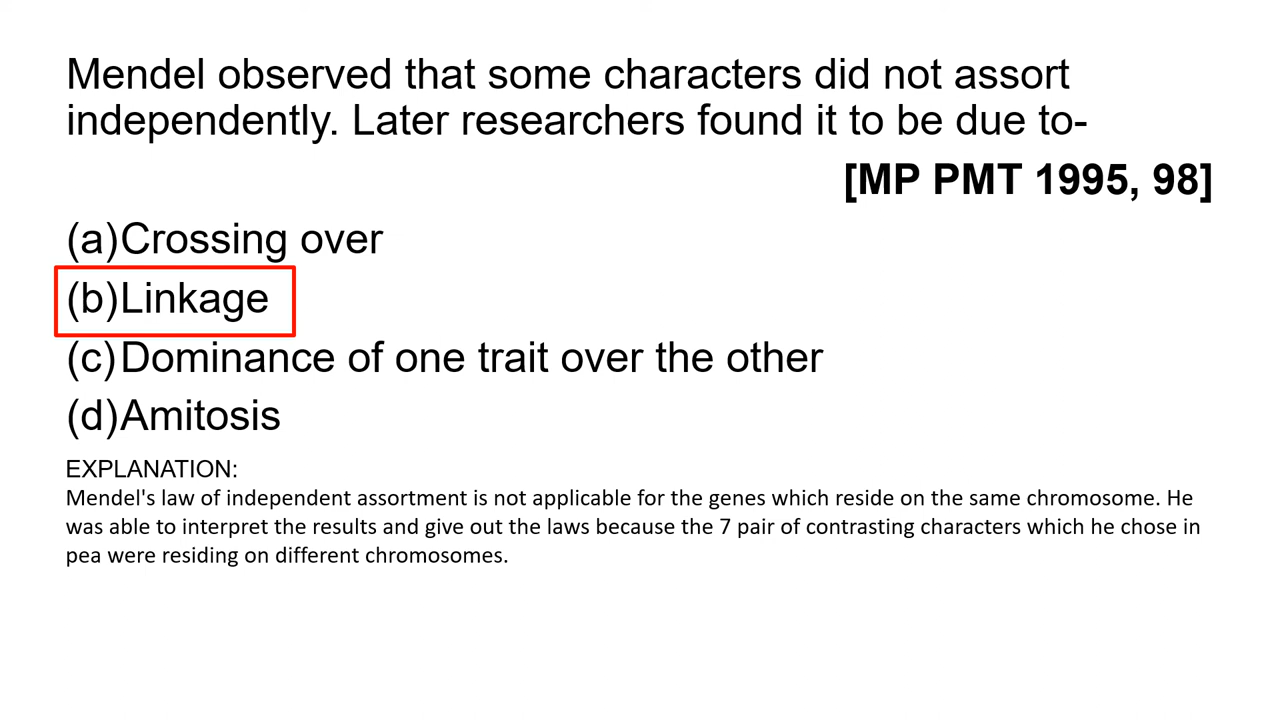 Mendel observed that some characters did not assort
independently. Later researchers found it to be due to-
[MP PMT 1995, 98]
(a)Crossing over
(b)Linkage
(c)Dominance of one trait over the other
(d)Amitosis
EXPLANATION:
Mendel's law of independent assortment is not applicable for the genes which reside on the same chromosome. He
was able to interpret the results and give out the laws because the 7 pair of contrasting characters which he chose in
pea were residing on different chromosomes.